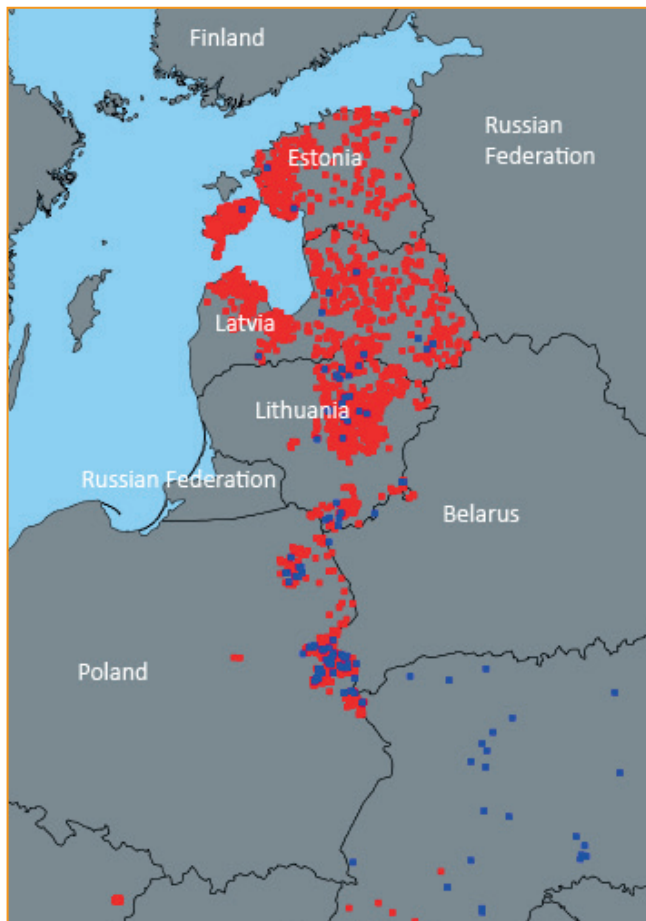 Finland
Russian
Federation
Estonia
Latvia
Lithuania
Russian Federation
Belarus
Poland